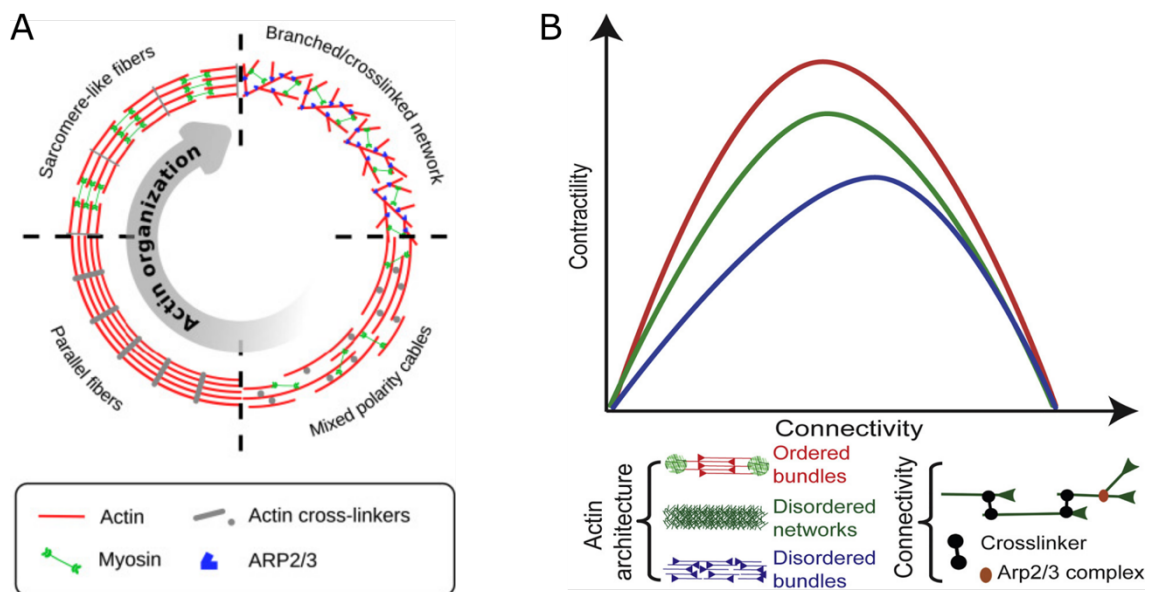 A
Sarcomere-like fibers
Branched/crosslinked network
Actin organization
Parallel fibers
Mixed polarity cables
Actin
Actin cross-linkers
Myosin
ARP2/3
B
Contractility
Connectivity
Actin
architecture
Ordered
bundles
Disordered
networks
Disordered
bundles
Connectivity
Crosslinker
Arp2/3 complex